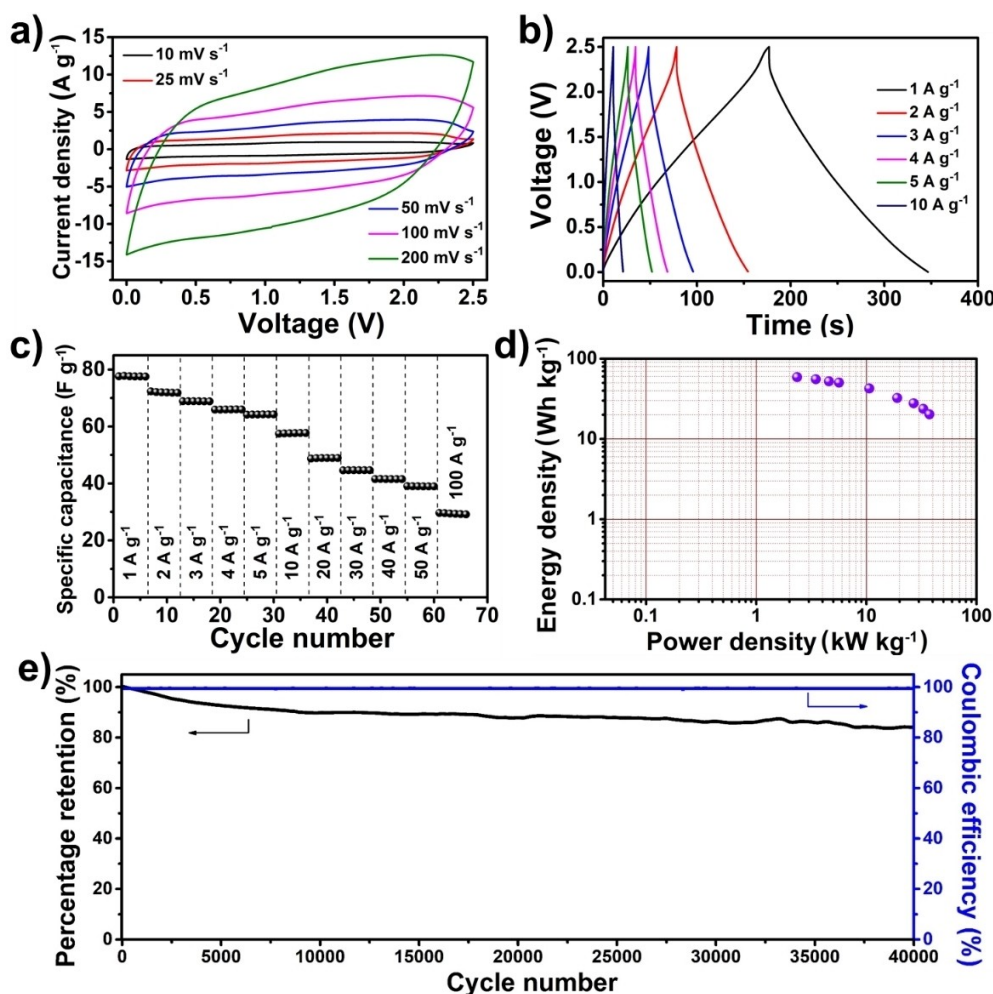 a)
Current density (A g⁻¹)
15
10
5
0
-5
-10
-15
10 mV s⁻¹
25 mV s⁻¹
50 mV s⁻¹
100 mV s⁻¹
200 mV s⁻¹
0.0 0.5 1.0 1.5 2.0 2.5
Voltage (V)
b)
Voltage (V)
2.5
2.0
1.5
1.0
0.5
0.0
1 A g⁻¹
2 A g⁻¹
3 A g⁻¹
4 A g⁻¹
5 A g⁻¹
10 A g⁻¹
0 100 200 300 400
Time (s)
c)
Specific capacitance (F g⁻¹)
80
60
40
20
0
1 A g⁻¹
2 A g⁻¹
3 A g⁻¹
4 A g⁻¹
5 A g⁻¹
10 A g⁻¹
20 A g⁻¹
30 A g⁻¹
40 A g⁻¹
50 A g⁻¹
100 A g⁻¹
0 10 20 30 40 50 60 70
Cycle number
d)
Energy density (Wh kg⁻¹)
100
10
1
0.1
0.1 1 10 100
Power density (kW kg⁻¹)
e)
Percentage retention (%)
100
80
60
40
20
0
0 5000 10000 15000 20000 25000 30000 35000 40000
Cycle number
100
80
60
40
20
0
Coulombic efficiency (%)